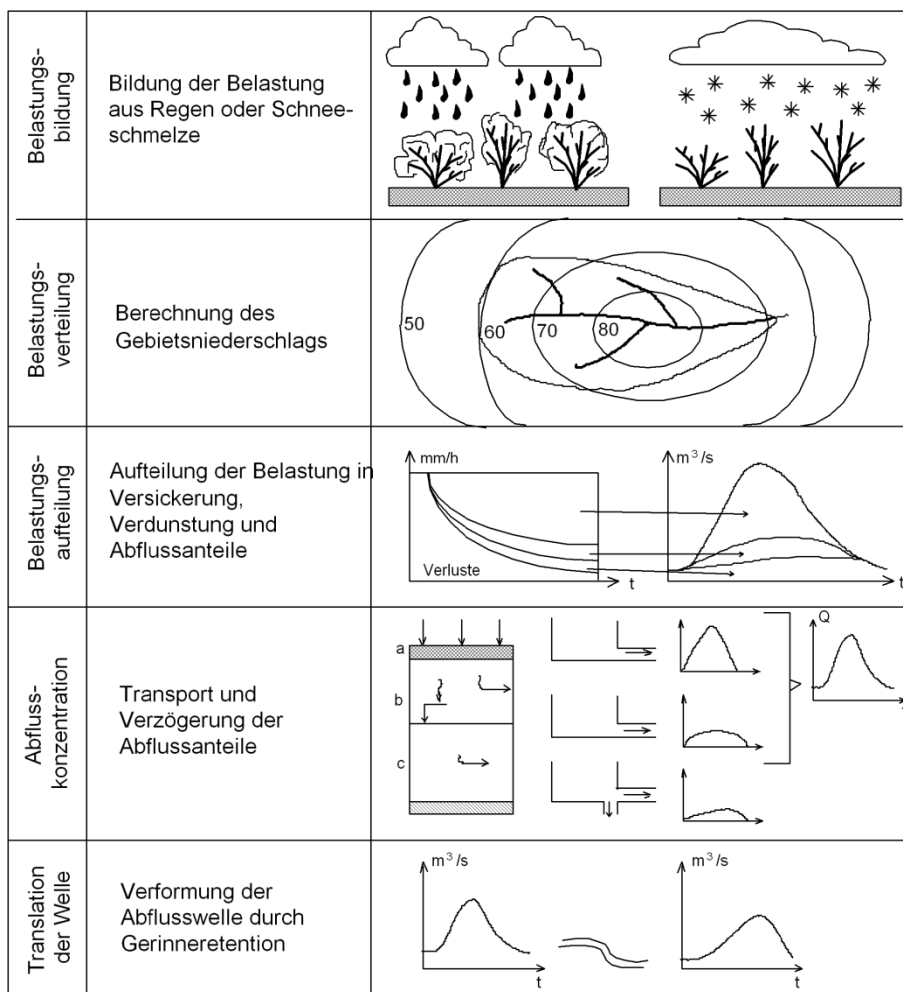 Belastungs-
bildung
Bildung der Belastung
aus Regen oder Schnee-
schmelze
Belastungs-
verteilung
Berechnung des
Gebietsniederschlags
50
60
70
80
Belastungs-
aufteilung
Aufteilung der Belastung in
Versickerung,
Verdunstung und
Abflussanteile
mm/h
Verluste
t
m³/s
t
Abfluss-
konzentration
Transport und
Verzögerung der
Abflussanteile
a
b
c
Q
Translation
der Welle
Verformung der
Abflusswelle durch
Gerinneretention
m³/s
t
m³/s
t